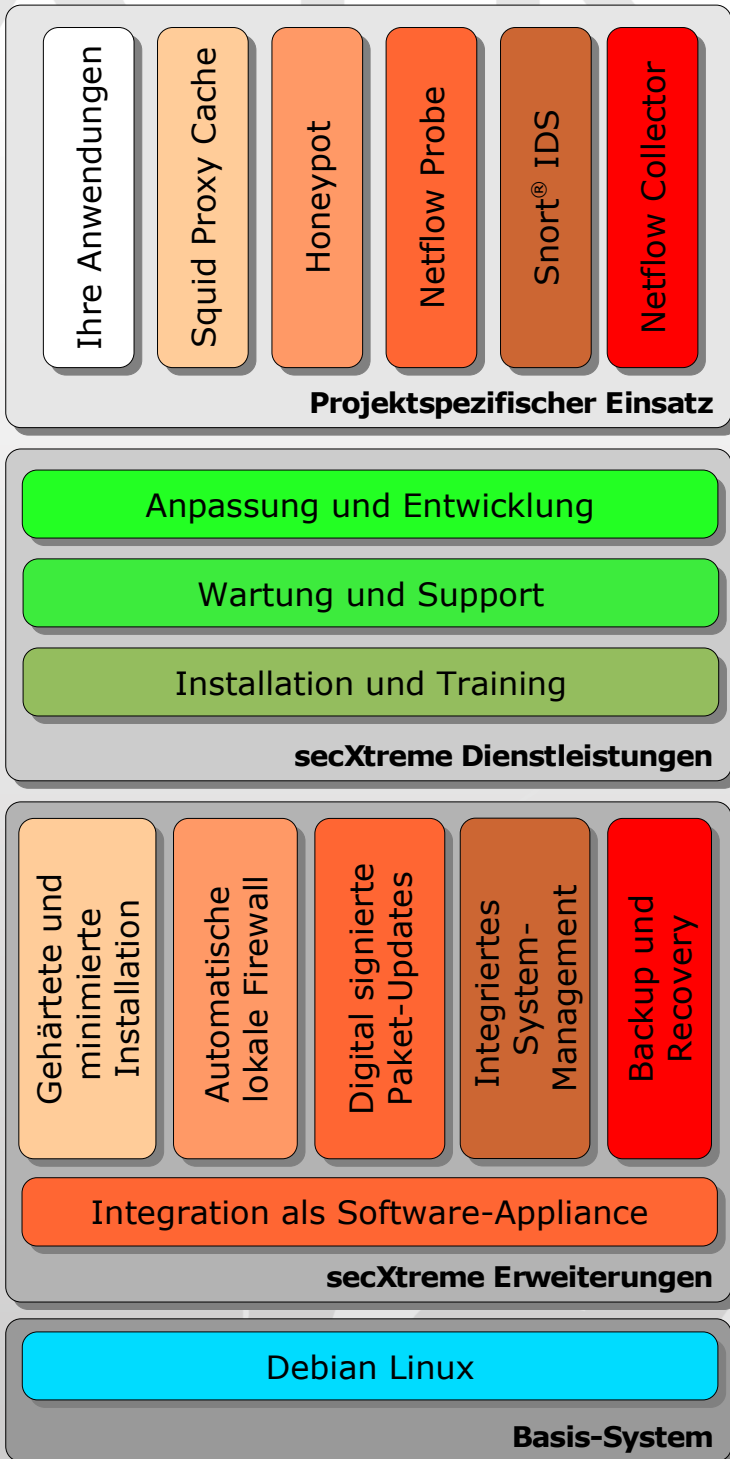 Ihre Anwendungen
Squid Proxy Cache
Honeypot
Netflow Probe
Snort® IDS
Netflow Collector
Projektspezifischer Einsatz
Anpassung und Entwicklung
Wartung und Support
Installation und Training
secXtreme Dienstleistungen
Gehärtete und
minimierte
Installation
Automatische
lokale Firewall
Digital signierte
Paket-Updates
Integriertes
System-
Management
Backup und
Recovery
Integration als Software-Appliance
secXtreme Erweiterungen
Debian Linux
Basis-System